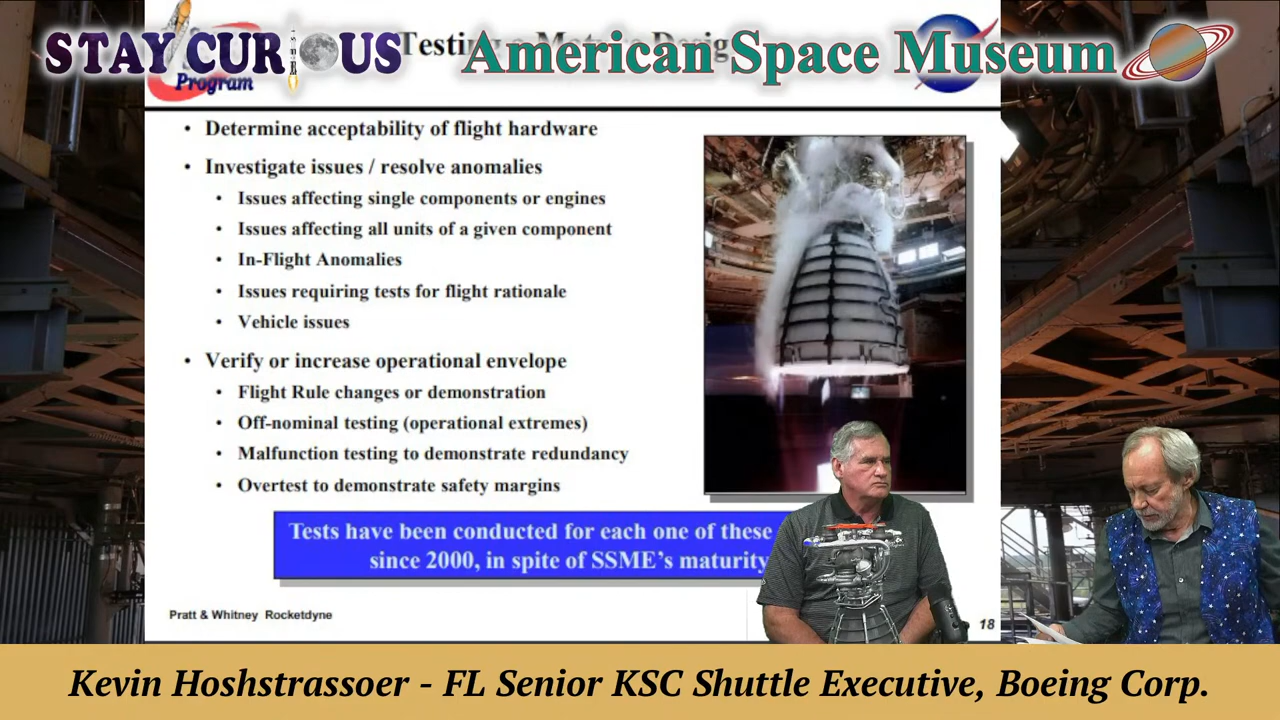 STAY CURIOUS
American Space Museum
Testing a Mature Design
Program
• Determine acceptability of flight hardware
• Investigate issues / resolve anomalies
• Issues affecting single components or engines
• Issues affecting all units of a given component
• In-Flight Anomalies
• Issues requiring tests for flight rationale
• Vehicle issues
• Verify or increase operational envelope
• Flight Rule changes or demonstration
• Off-nominal testing (operational extremes)
• Malfunction testing to demonstrate redundancy
• Overtest to demonstrate safety margins
Tests have been conducted for each one of these
since 2000, in spite of SSME's maturity
Pratt & Whitney Rocketdyne
18
Kevin Hoshstrassoer - FL Senior KSC Shuttle Executive, Boeing Corp.